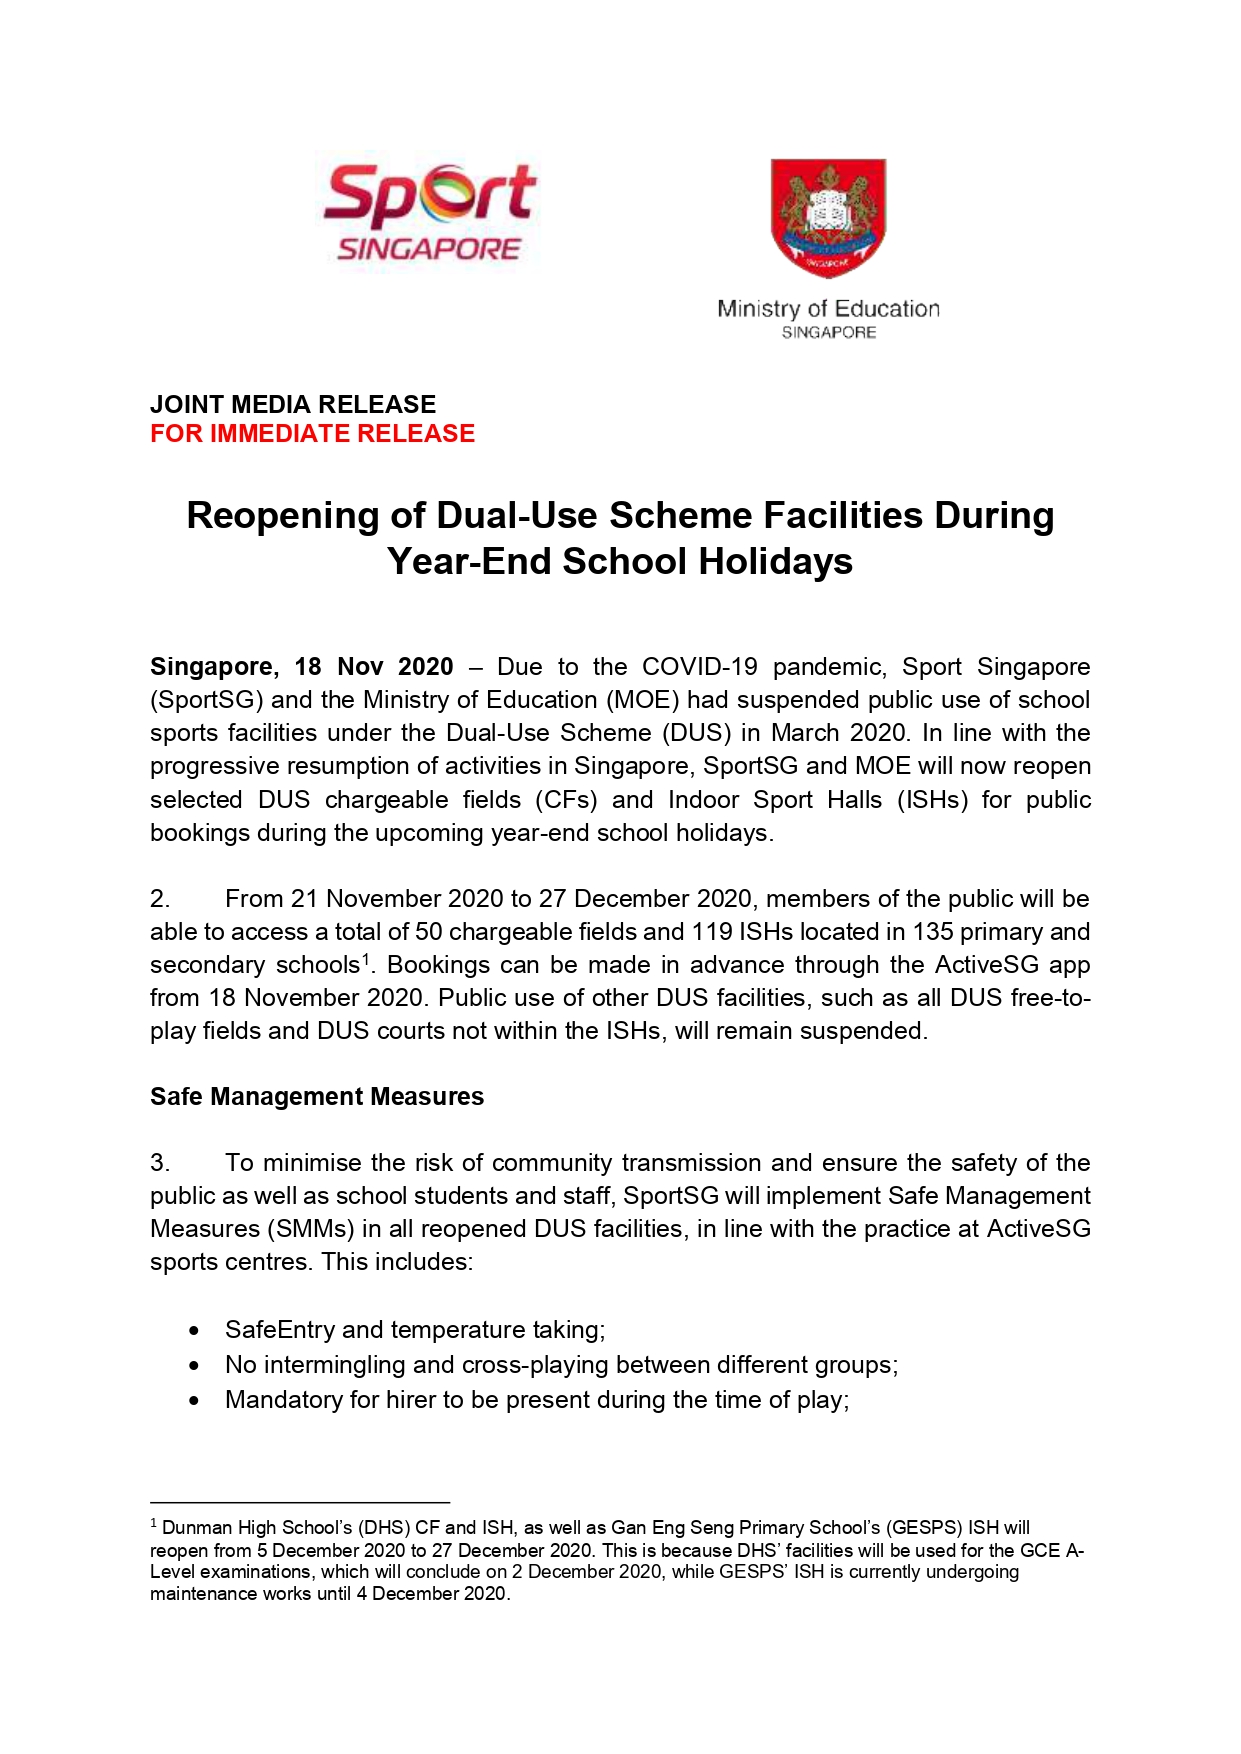 Sport
SINGAPORE
Ministry of Education
SINGAPORE
JOINT MEDIA RELEASE
FOR IMMEDIATE RELEASE
Reopening of Dual-Use Scheme Facilities During
Year-End School Holidays
Singapore, 18 Nov 2020 – Due to the COVID-19 pandemic, Sport Singapore
(SportSG) and the Ministry of Education (MOE) had suspended public use of school
sports facilities under the Dual-Use Scheme (DUS) in March 2020. In line with the
progressive resumption of activities in Singapore, SportSG and MOE will now reopen
selected DUS chargeable fields (CFs) and Indoor Sport Halls (ISHs) for public
bookings during the upcoming year-end school holidays.
2. From 21 November 2020 to 27 December 2020, members of the public will be
able to access a total of 50 chargeable fields and 119 ISHs located in 135 primary and
secondary schools¹. Bookings can be made in advance through the ActiveSG app
from 18 November 2020. Public use of other DUS facilities, such as all DUS free-to-
play fields and DUS courts not within the ISHs, will remain suspended.
Safe Management Measures
3. To minimise the risk of community transmission and ensure the safety of the
public as well as school students and staff, SportSG will implement Safe Management
Measures (SMMs) in all reopened DUS facilities, in line with the practice at ActiveSG
sports centres. This includes:
• SafeEntry and temperature taking;
• No intermingling and cross-playing between different groups;
• Mandatory for hirer to be present during the time of play;
¹ Dunman High School’s (DHS) CF and ISH, as well as Gan Eng Seng Primary School’s (GESPS) ISH will
reopen from 5 December 2020 to 27 December 2020. This is because DHS’ facilities will be used for the GCE A-
Level examinations, which will conclude on 2 December 2020, while GESPS’ ISH is currently undergoing
maintenance works until 4 December 2020.